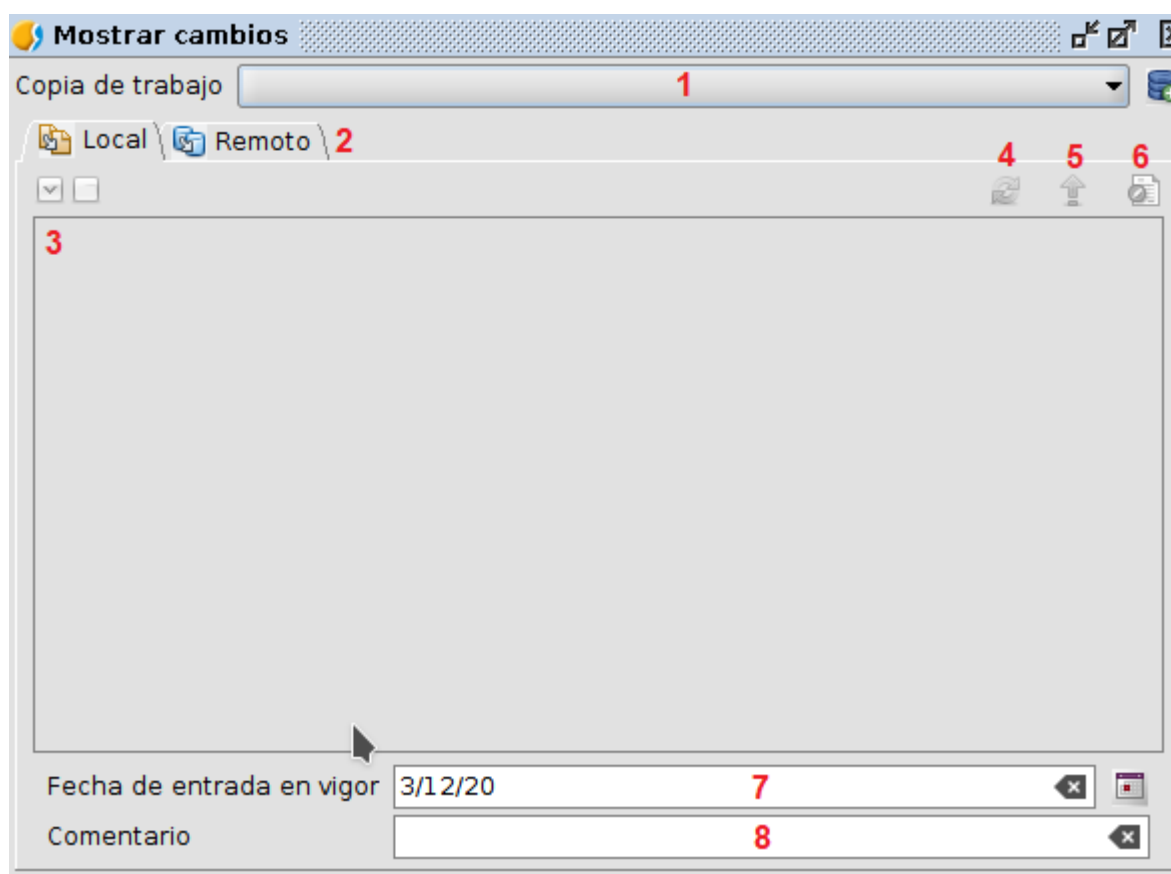 Mostrar cambios
Copia de trabajo 1
Local Remoto 2
4 5 6
3
Fecha de entrada en vigor 3/12/20 7
Comentario 8